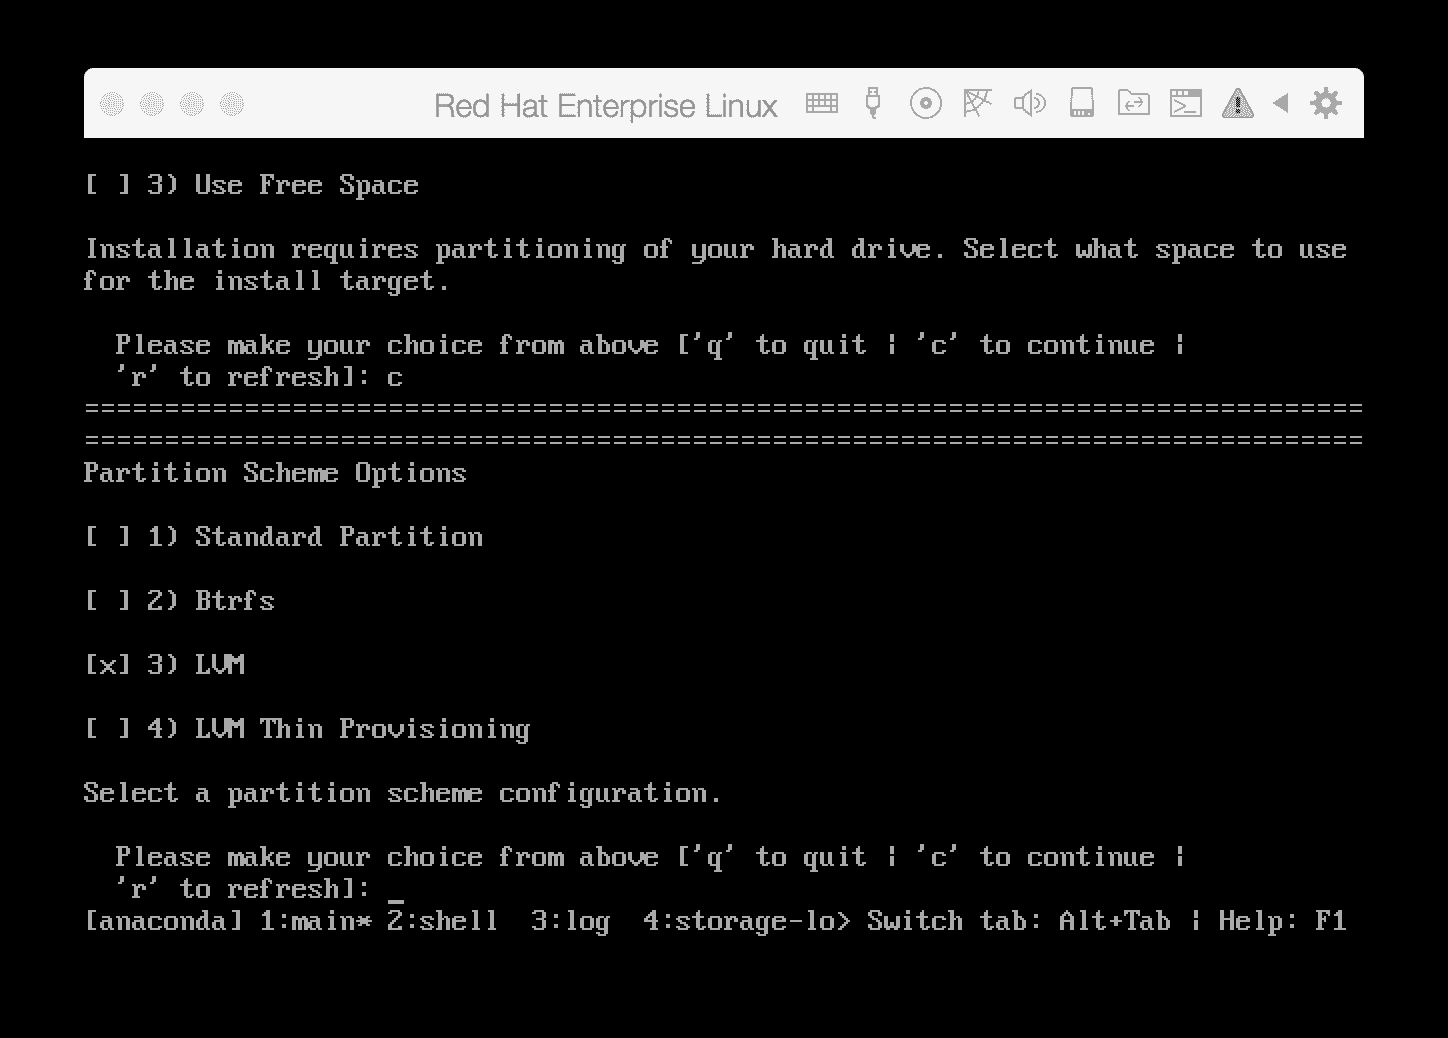 Red Hat Enterprise Linux
[ ] 3) Use Free Space
Installation requires partitioning of your hard drive. Select what space to use
for the install target.
Please make your choice from above ['q' to quit | 'c' to continue |
'r' to refresh]: c
================================================================================
================================================================================
Partition Scheme Options
[ ] 1) Standard Partition
[ ] 2) Btrfs
[x] 3) LVM
[ ] 4) LVM Thin Provisioning
Select a partition scheme configuration.
Please make your choice from above ['q' to quit | 'c' to continue |
'r' to refresh]: _
[anaconda] 1:main* 2:shell  3:log  4:storage-lo> Switch tab: Alt+Tab | Help: F1